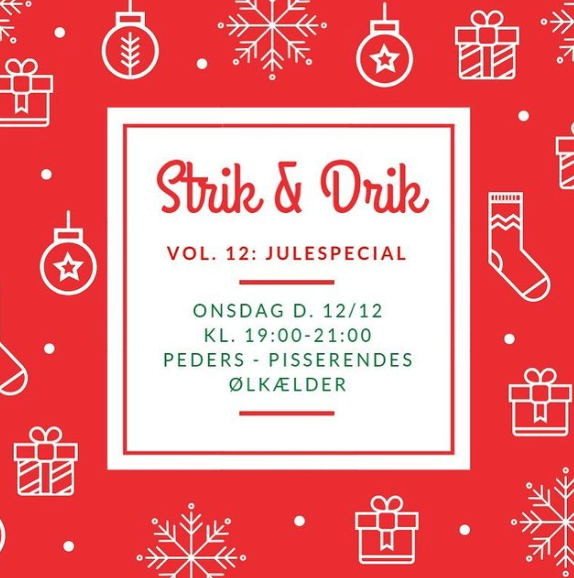 Strik & Drik
VOL. 12: JULESPECIAL
ONSDAG D. 12/12
KL. 19:00-21:00
PEDERS - PISSERENDES
ØLKÆLDER